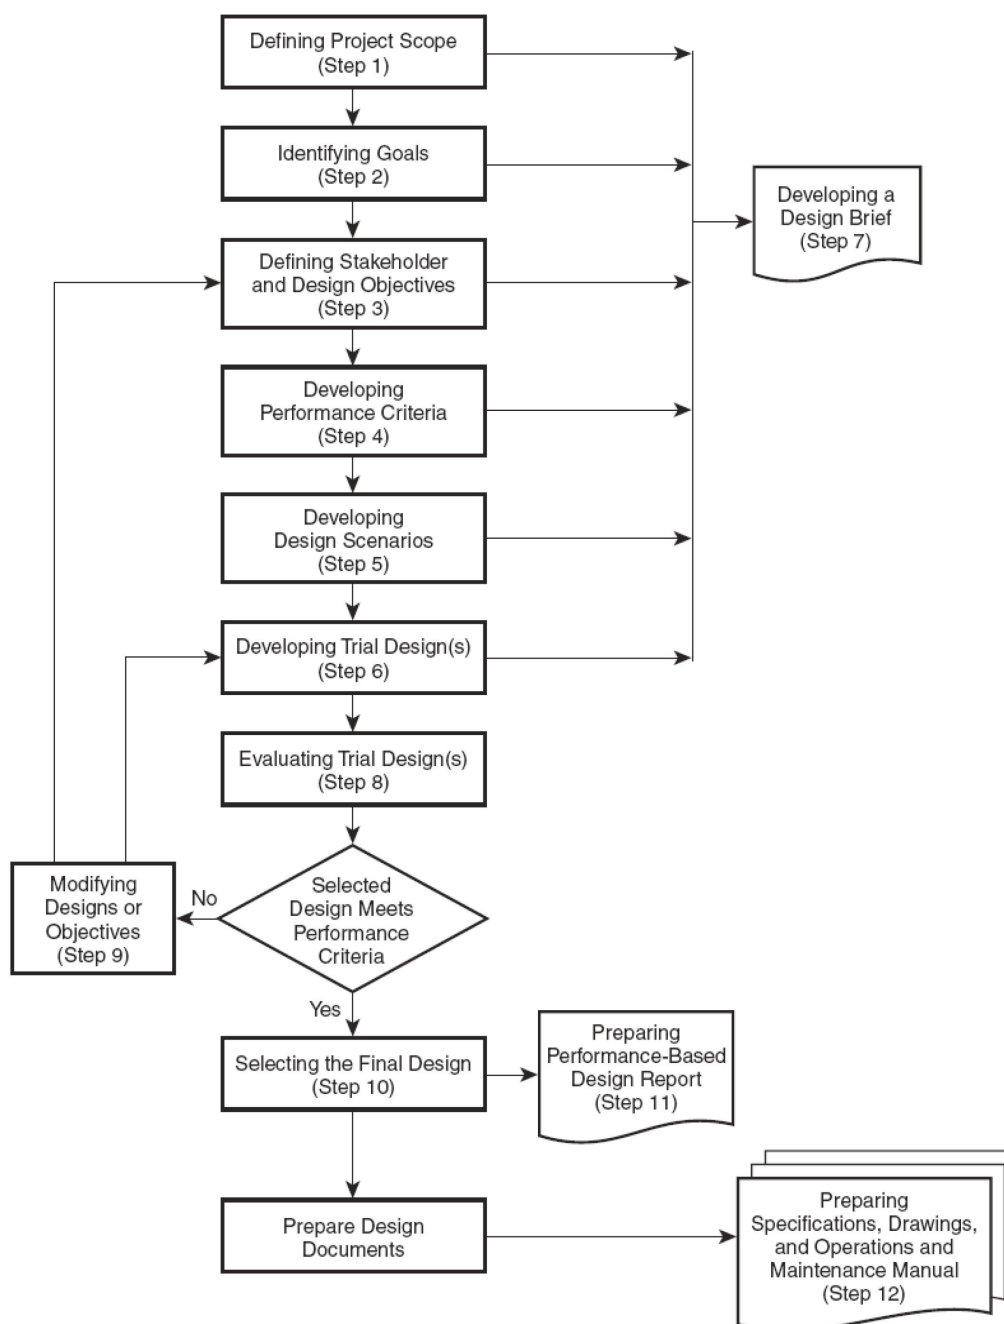 Defining Project Scope
(Step 1)
Identifying Goals
(Step 2)
Developing a
Design Brief
(Step 7)
Defining Stakeholder
and Design Objectives
(Step 3)
Developing
Performance Criteria
(Step 4)
Developing
Design Scenarios
(Step 5)
Developing Trial Design(s)
(Step 6)
Evaluating Trial Design(s)
(Step 8)
Modifying
Designs or
Objectives
(Step 9)
No
Selected
Design Meets
Performance
Criteria
Yes
Selecting the Final Design
(Step 10)
Preparing
Performance-Based
Design Report
(Step 11)
Prepare Design
Documents
Preparing
Specifications, Drawings,
and Operations and
Maintenance Manual
(Step 12)